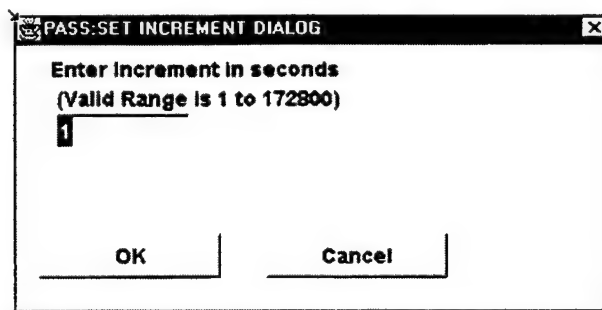 PASS:SET INCREMENT DIALOG
Enter Increment in seconds
(Valid Range is 1 to 172800)
1
OK Cancel